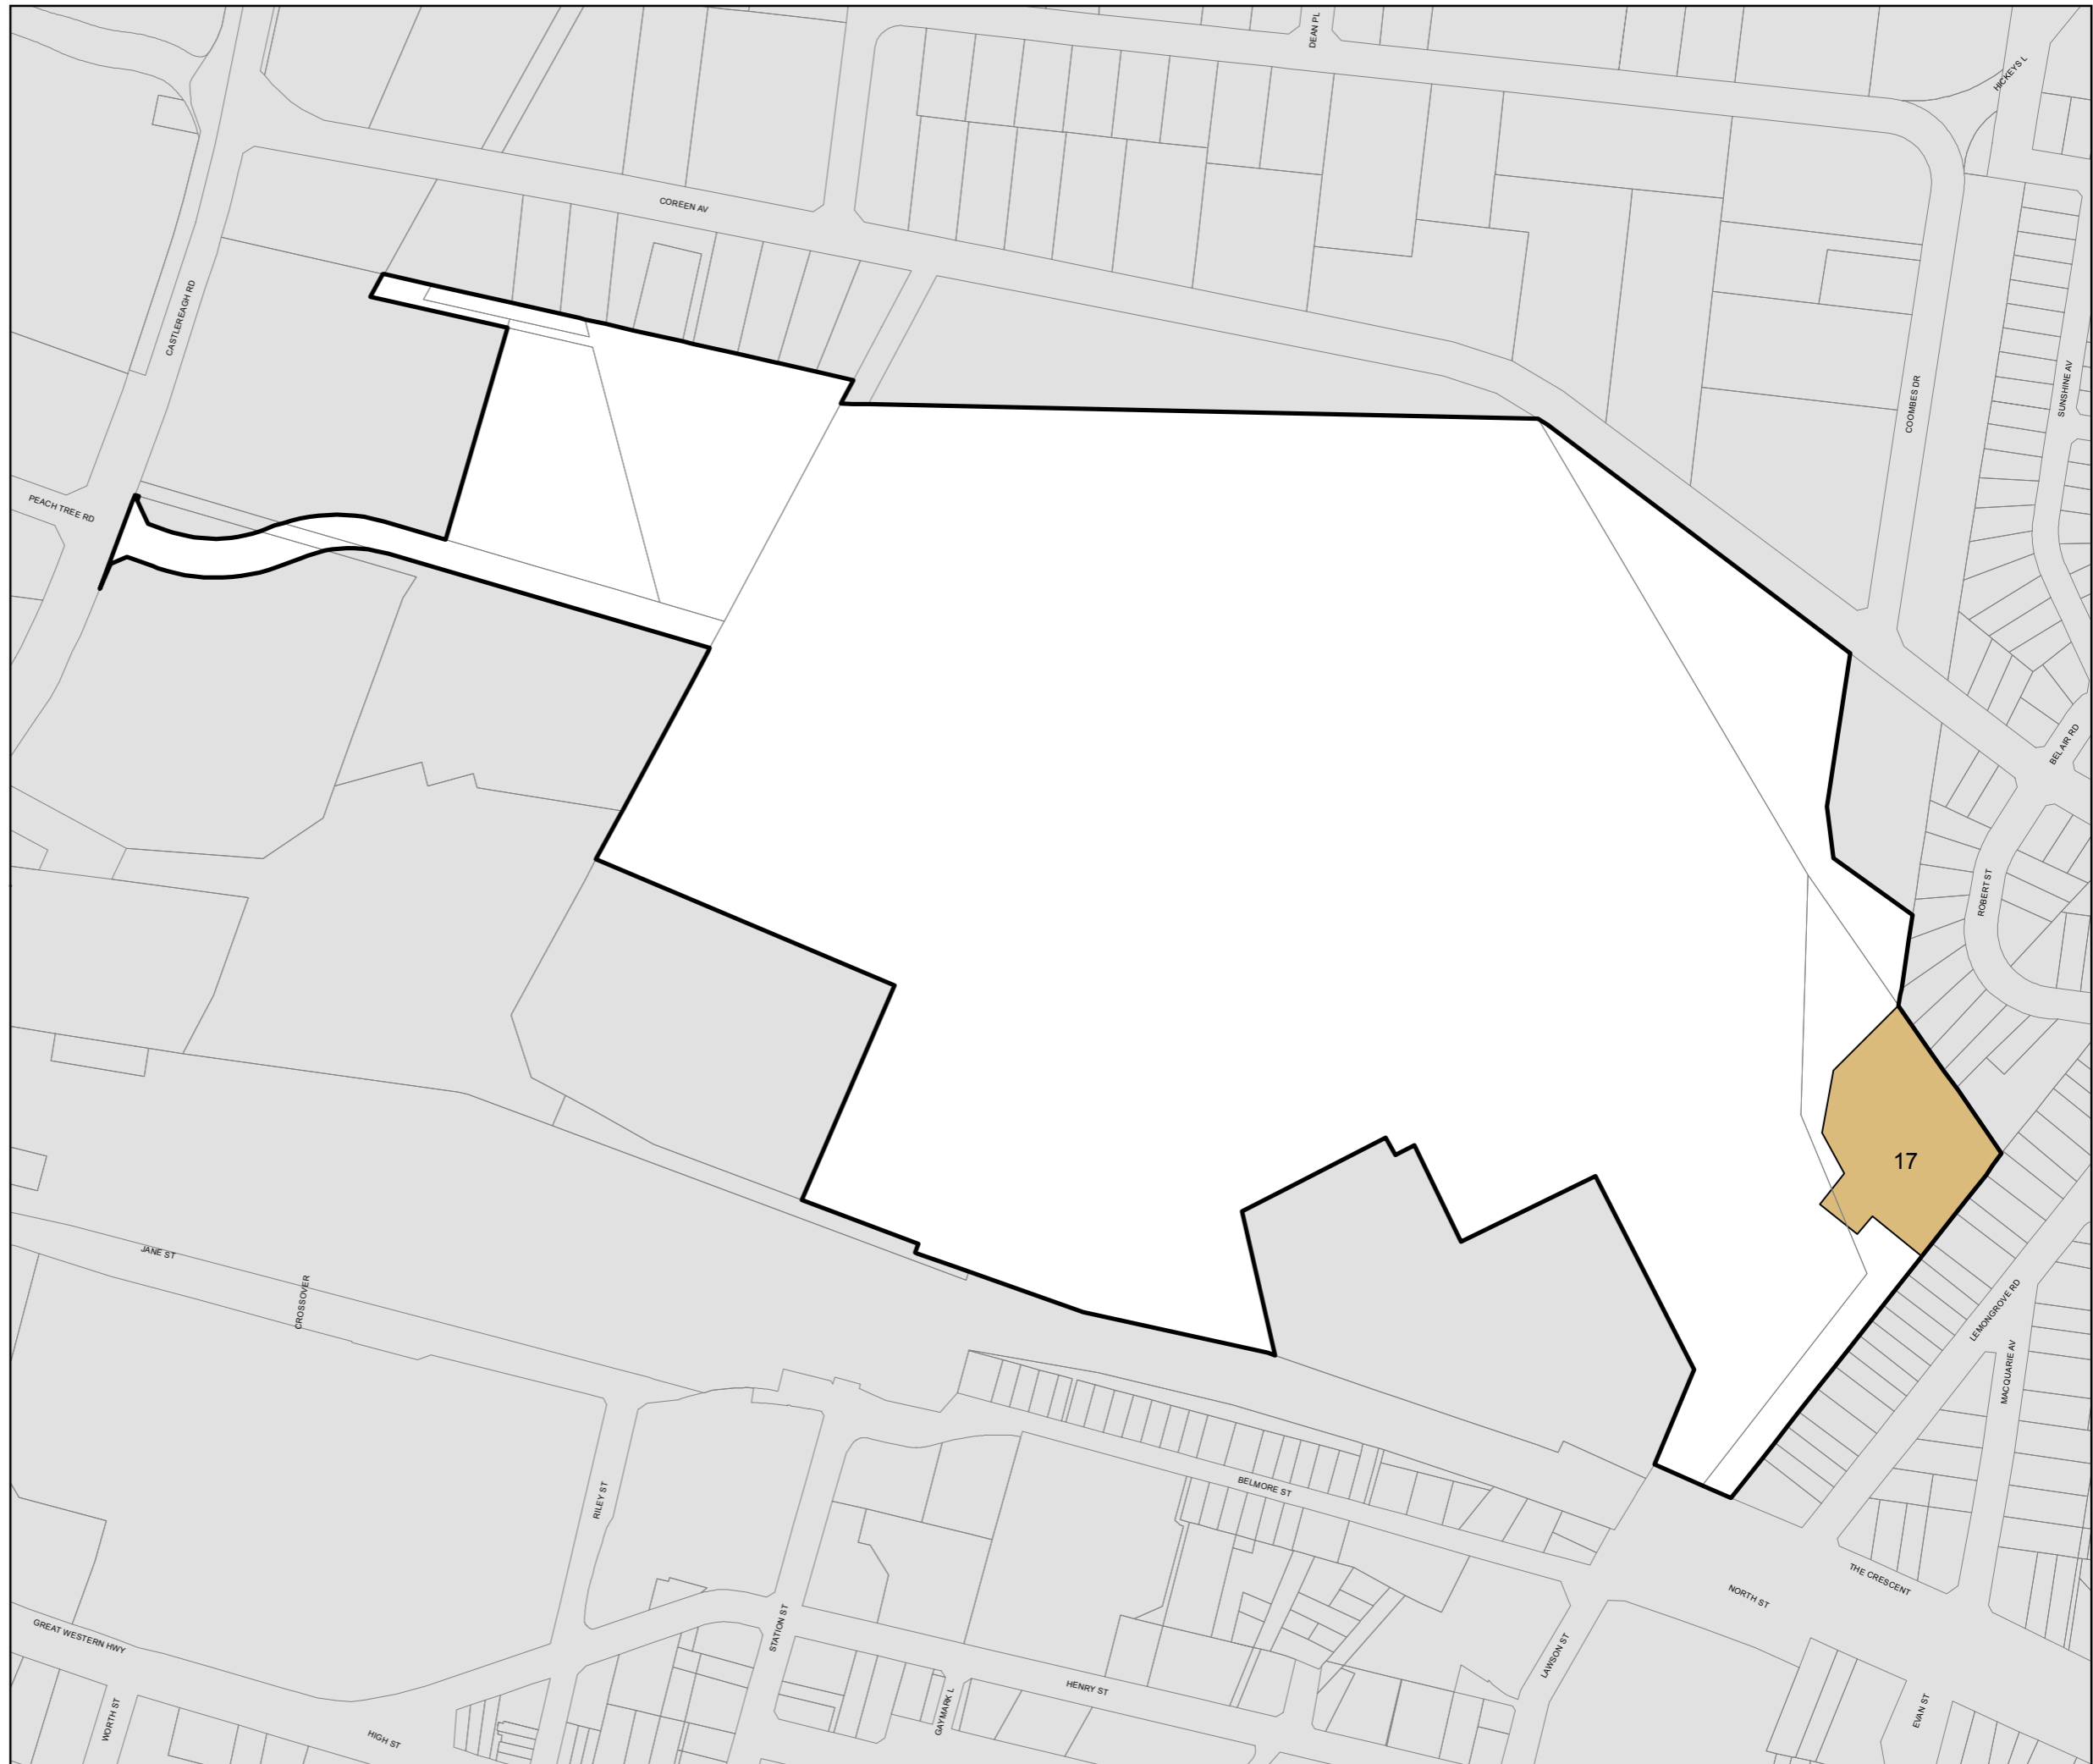 DEAN PL
HICKEYS L
COREEN AV
CASTLEREAGH RD
SUNSHINE AV
COOMBES DR
PEACH TREE RD
BEL AIR RD
ROBERT ST
17
JANE ST
CROSSOVER
LEMONGROVE RD
MACQUARIE AV
BELMORE ST
RILEY ST
THE CRESCENT
NORTH ST
STATION ST
GREAT WESTERN HWY
LAWSON ST
HENRY ST
GAYMARK L
WORTH ST
EVAN ST
HIGH ST